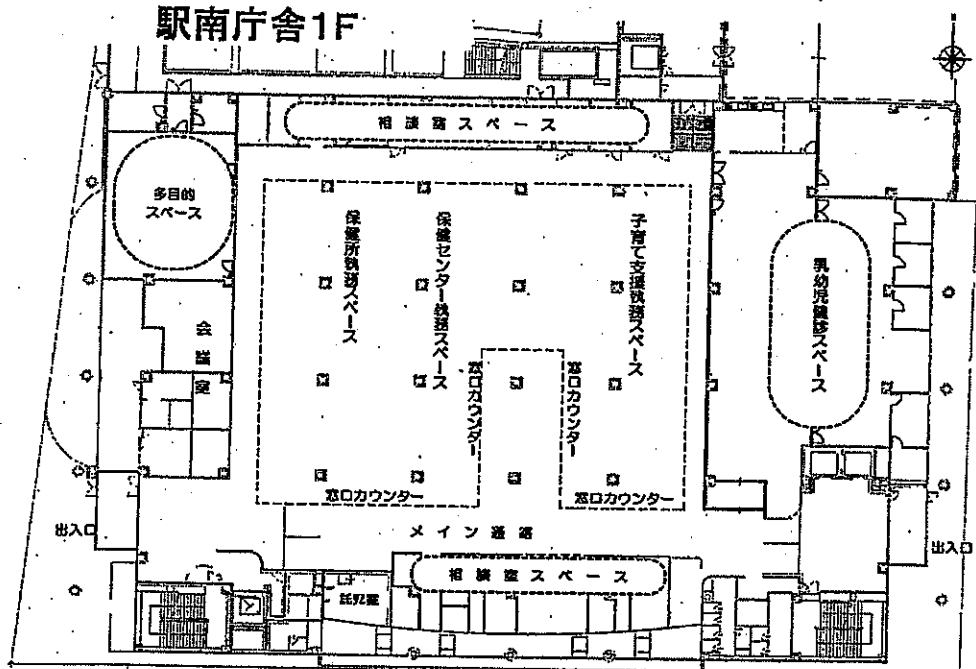 駅南庁舎1F
相談室スペース
多目的
スペース
保健所執務スペース
保健センター執務スペース
子育て支援執務スペース
乳幼児健診スペース
会議室
窓口カウンター
窓口カウンター
窓口カウンター
窓口カウンター
メイン通路
出入口
出入口
相談室スペース
託児室